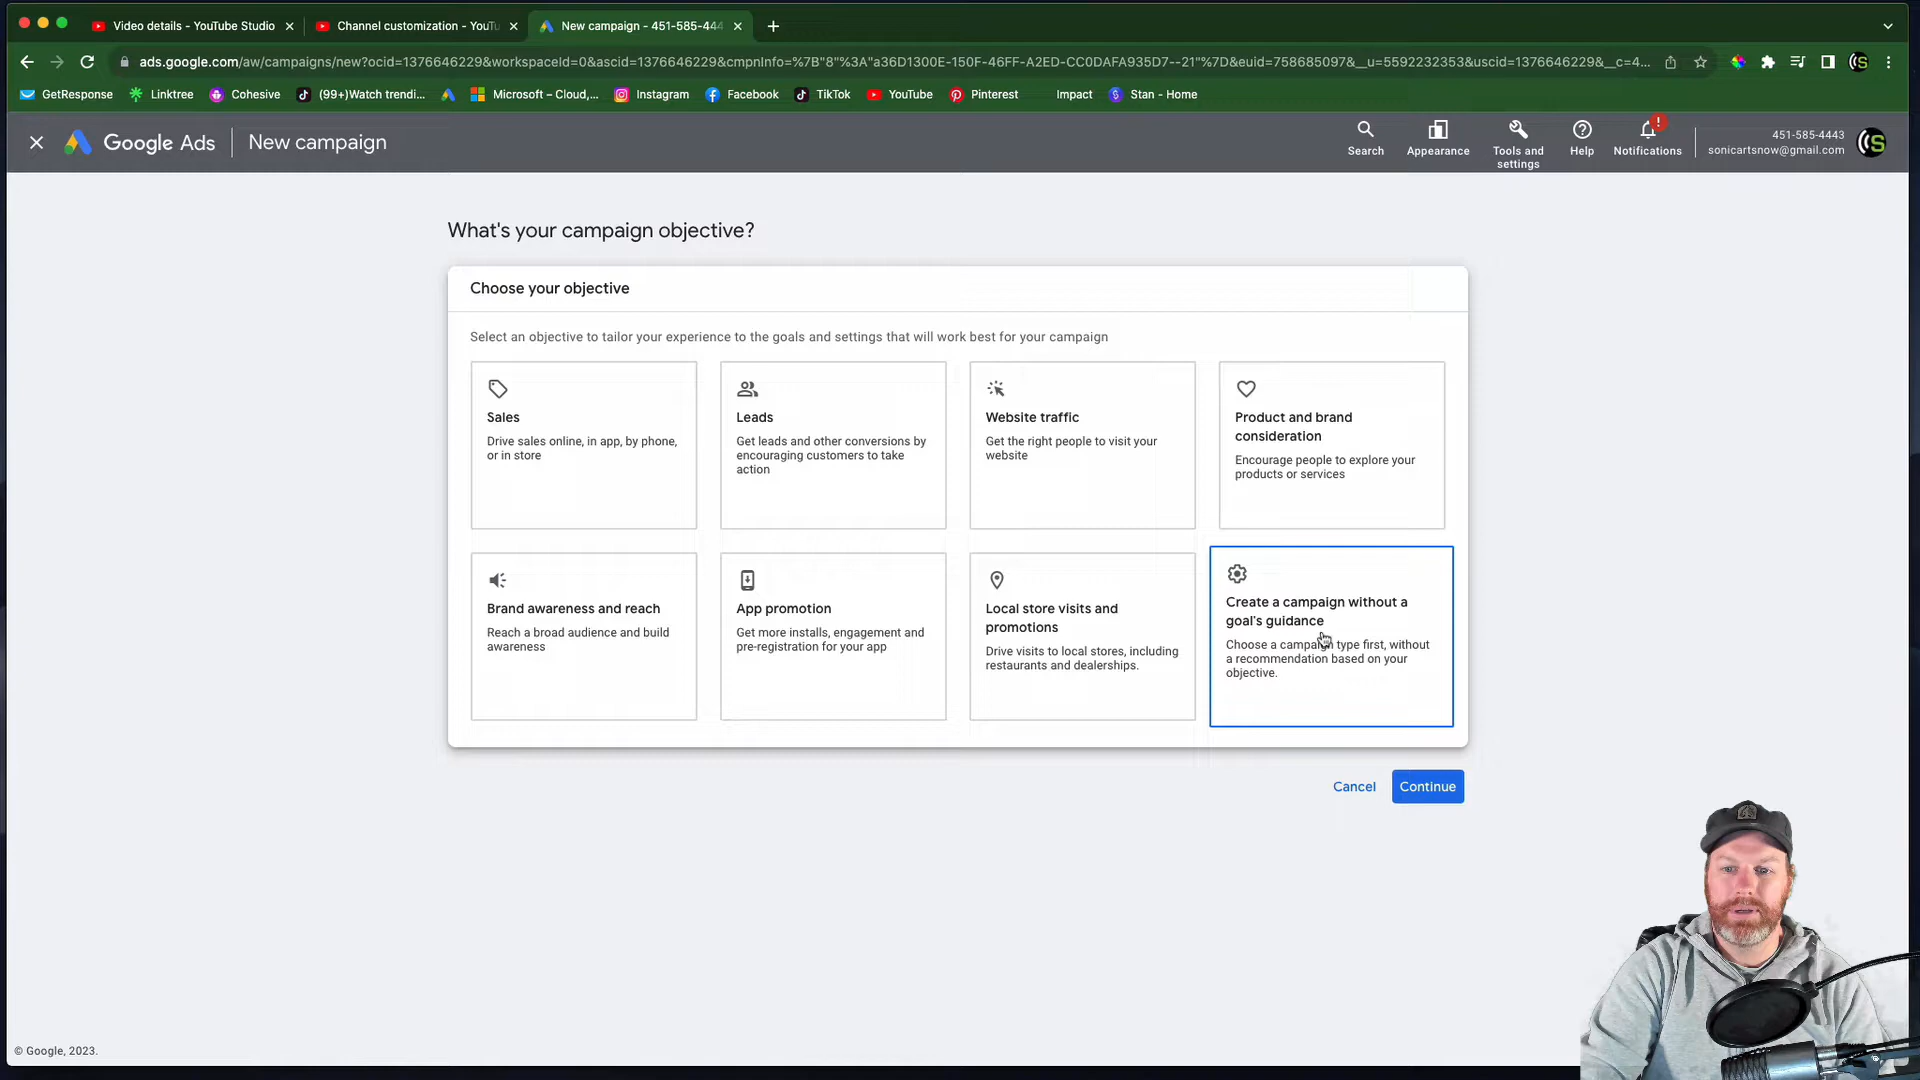 Video details - YouTube Studio
Channel customization - YouTu
New campaign - 451-585-444
ads.google.com/aw/campaigns/new?ocid=1376646229&workspaceId=0&ascid=1376646229&cmpnInfo=%7B"8"%3A"a36D1300E-150F-46FF-A2ED-CC0DAFA935D7--21"%7D&euid=758685097&__u=5592232353&uscid=1376646229&__c=4...
GetResponse
Linktree
Cohesive
(99+)Watch trendi...
Microsoft – Cloud,...
Instagram
Facebook
TikTok
YouTube
Pinterest
Impact
Stan - Home
Google Ads
New campaign
Search
Appearance
Tools and
settings
Help
Notifications
451-585-4443
sonicartsnow@gmail.com
What's your campaign objective?
Choose your objective
Select an objective to tailor your experience to the goals and settings that will work best for your campaign
Sales
Drive sales online, in app, by phone,
or in store
Leads
Get leads and other conversions by
encouraging customers to take
action
Website traffic
Get the right people to visit your
website
Product and brand
consideration
Encourage people to explore your
products or services
Brand awareness and reach
Reach a broad audience and build
awareness
App promotion
Get more installs, engagement and
pre-registration for your app
Local store visits and
promotions
Drive visits to local stores, including
restaurants and dealerships.
Create a campaign without a
goal's guidance
Choose a campaign type first, without
a recommendation based on your
objective.
Cancel
Continue
© Google, 2023.